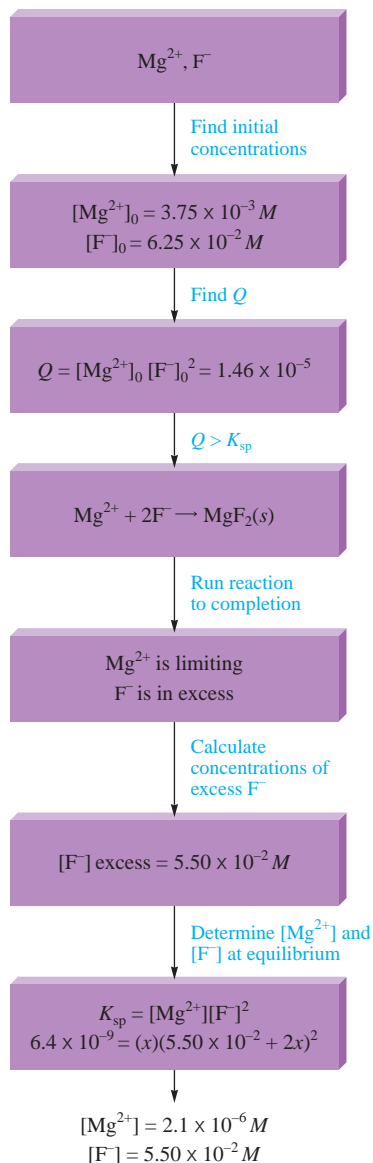 Mg²⁺, F⁻
Find initial
concentrations
[Mg²⁺]₀ = 3.75 × 10⁻³ M
[F⁻]₀ = 6.25 × 10⁻² M
Find Q
Q = [Mg²⁺]₀ [F⁻]₀² = 1.46 × 10⁻⁵
Q > Kₛₚ
Mg²⁺ + 2F⁻ ⟶ MgF₂(s)
Run reaction
to completion
Mg²⁺ is limiting
F⁻ is in excess
Calculate
concentrations of
excess F⁻
[F⁻] excess = 5.50 × 10⁻² M
Determine [Mg²⁺] and
[F⁻] at equilibrium
Kₛₚ = [Mg²⁺][F⁻]²
6.4 × 10⁻⁹ = (x)(5.50 × 10⁻² + 2x)²
[Mg²⁺] = 2.1 × 10⁻⁶ M
[F⁻] = 5.50 × 10⁻² M